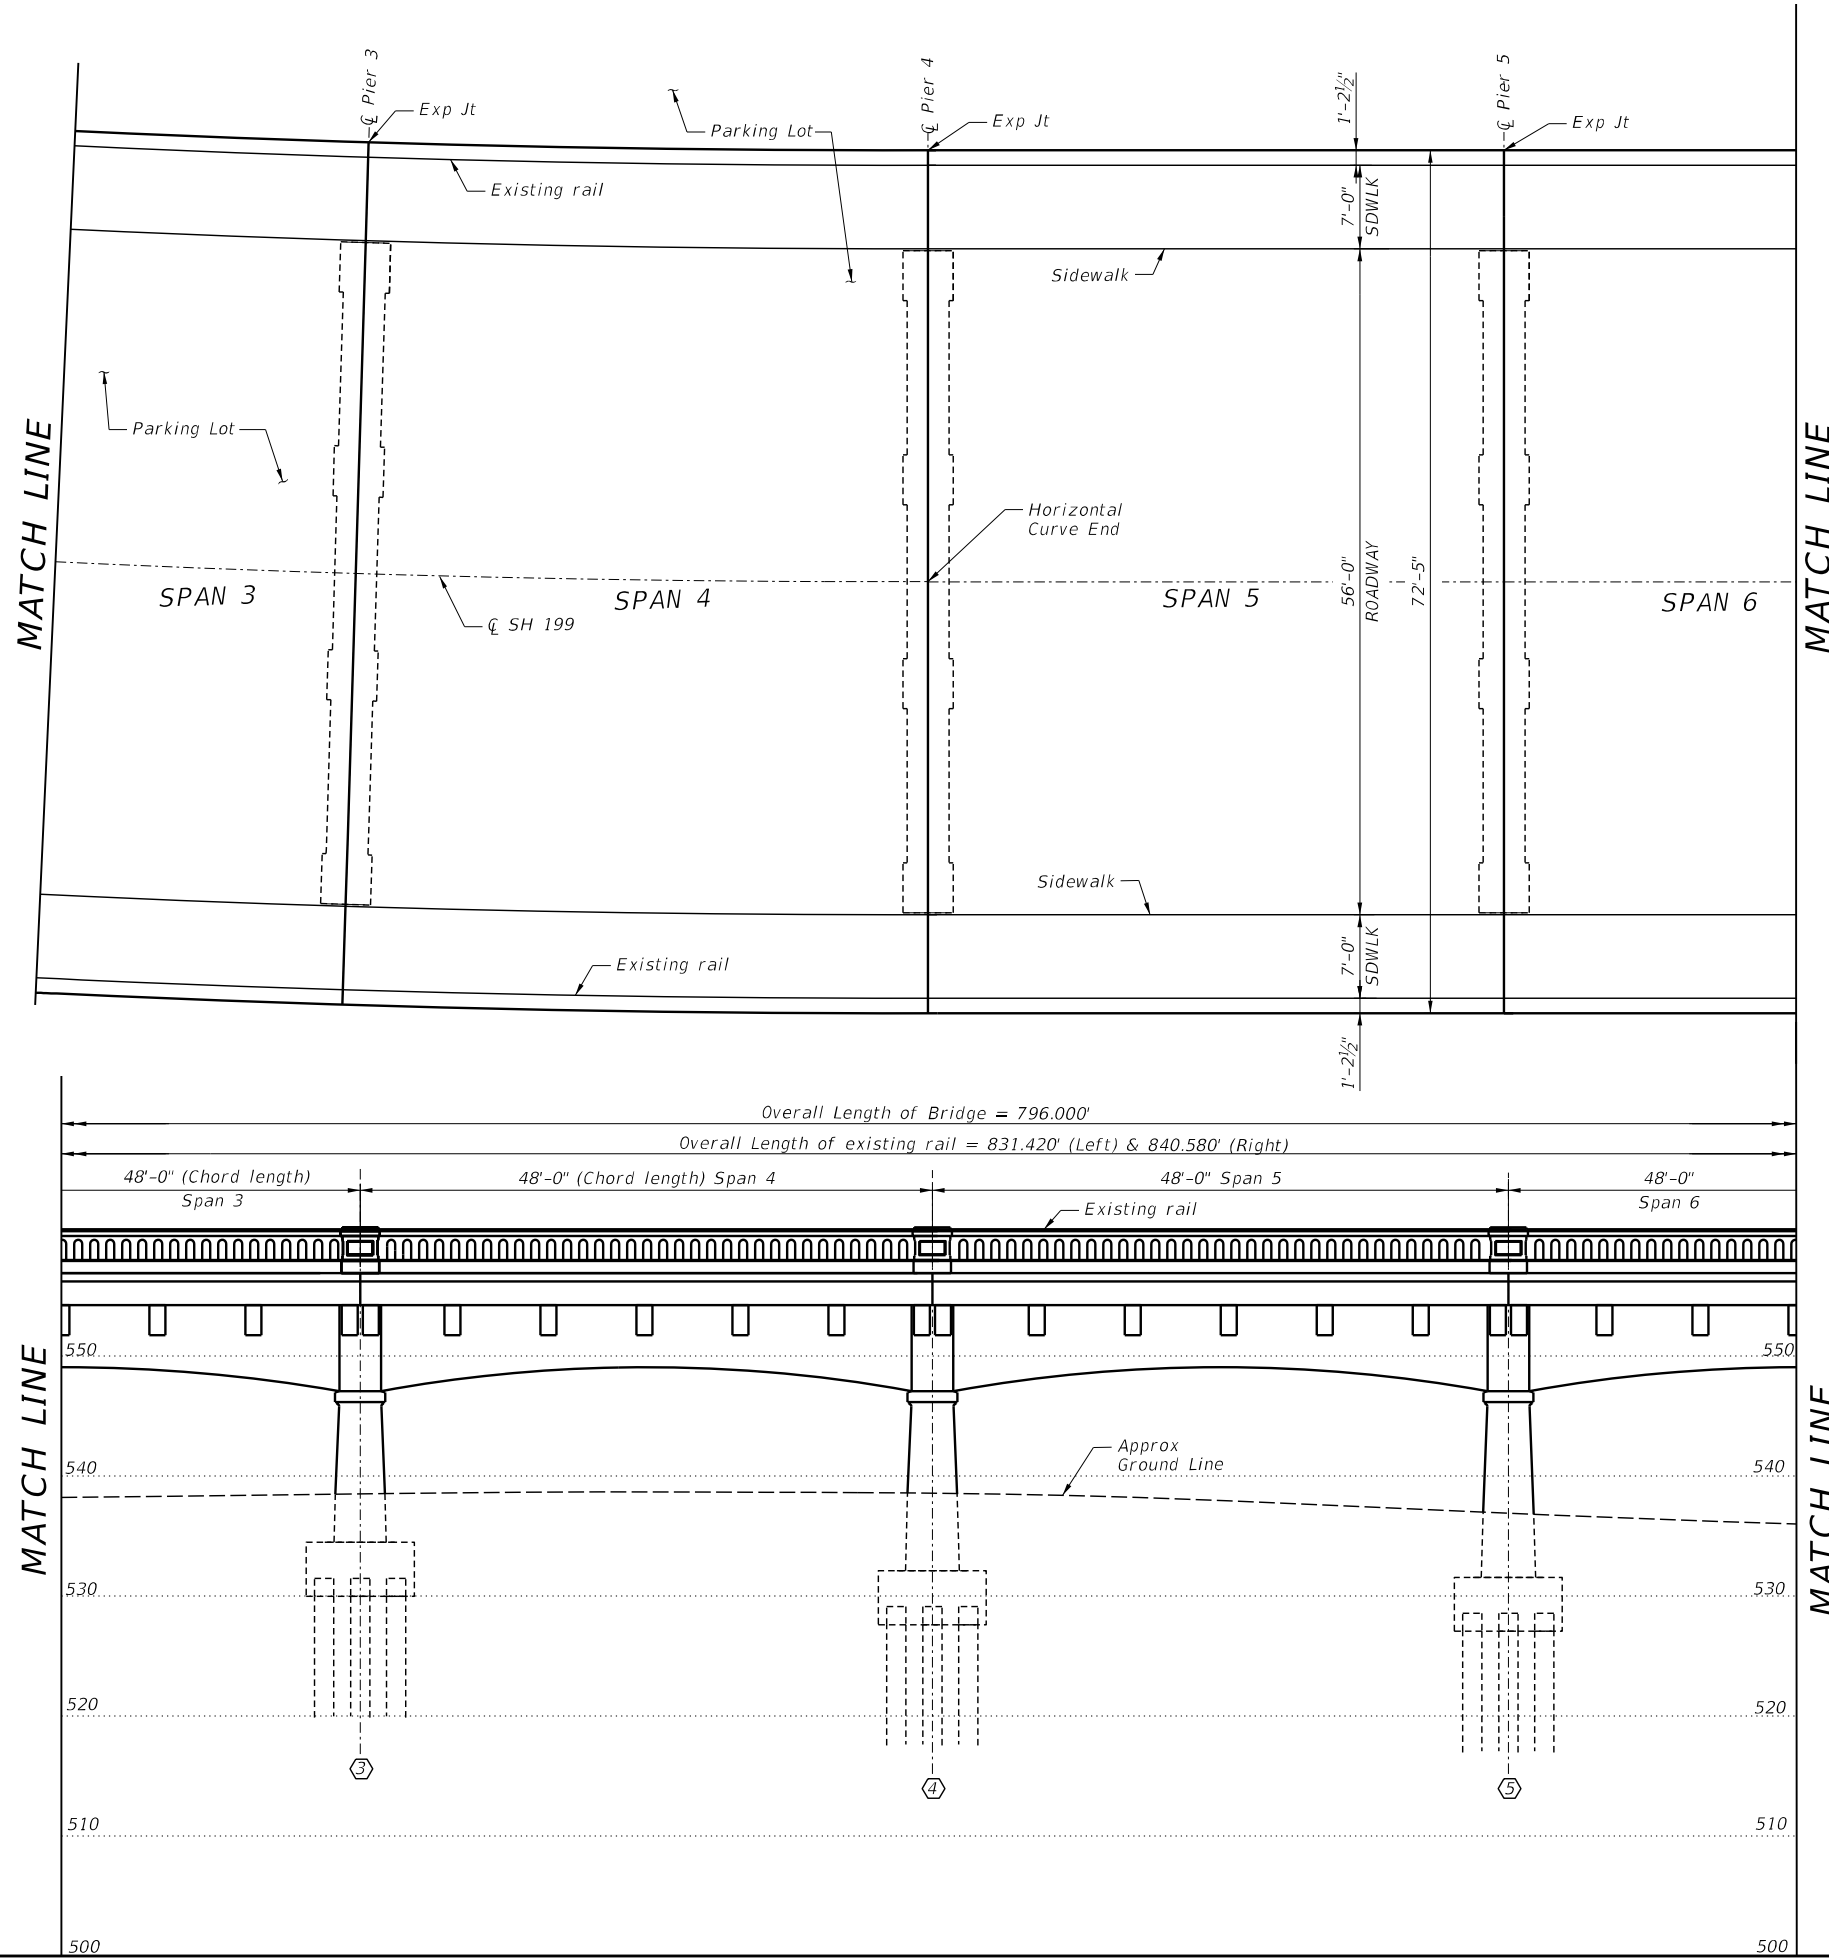 ℄ Pier 3
Exp Jt
Parking Lot
℄ Pier 4
Exp Jt
1'-2½"
℄ Pier 5
Exp Jt
Existing rail
7'-0"
SDWLK
Sidewalk
Parking Lot
MATCH LINE
MATCH LINE
Horizontal
Curve End
56'-0"
ROADWAY
72'-5"
SPAN 3
SPAN 4
SPAN 5
SPAN 6
℄ SH 199
Sidewalk
Existing rail
7'-0"
SDWLK
1'-2½"
Overall Length of Bridge = 796.000'
Overall Length of existing rail = 831.420' (Left) & 840.580' (Right)
48'-0" (Chord length)
Span 3
48'-0" (Chord length) Span 4
48'-0" Span 5
48'-0"
Span 6
Existing rail
MATCH LINE
MATCH LINE
550
550
Approx
Ground Line
540
540
530
530
520
520
3
4
5
510
510
500
500